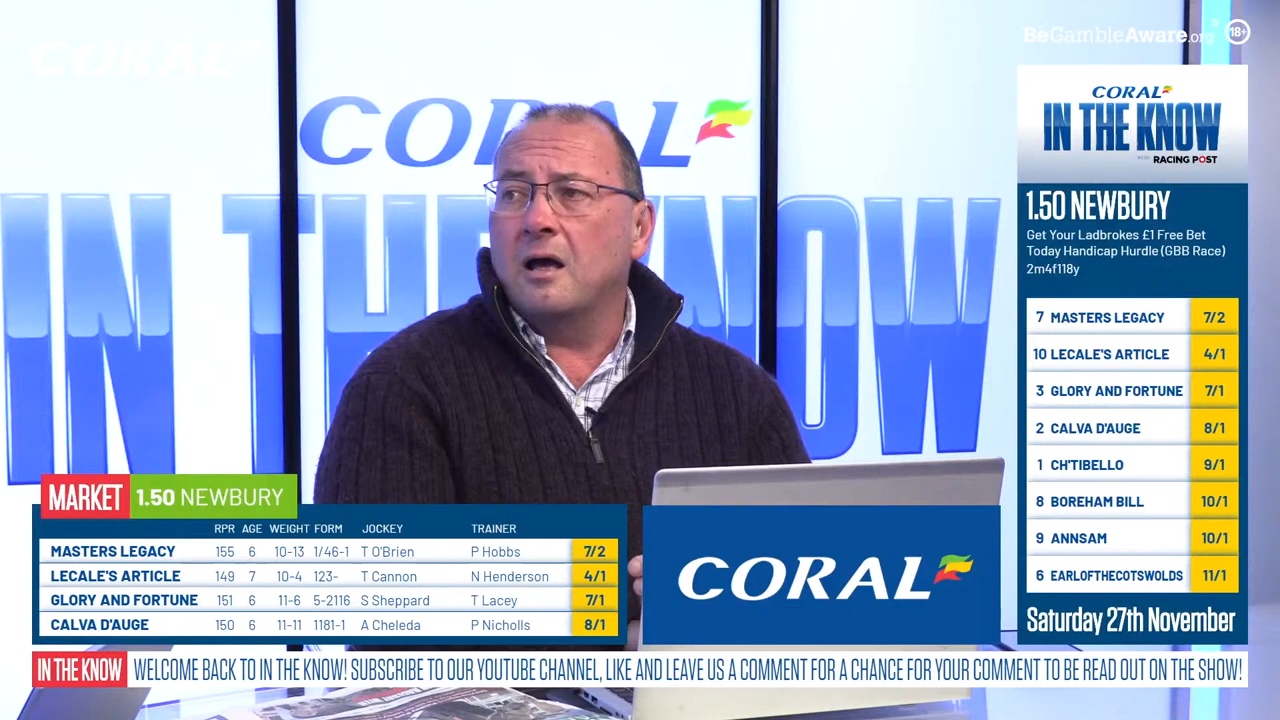 CORAL
BeGambleAware.org 18+
CORAL
IN THE KNOW
CORAL
IN THE KNOW
WITH RACING POST
1.50 NEWBURY
Get Your Ladbrokes £1 Free Bet
Today Handicap Hurdle (GBB Race)
2m4f118y
7 MASTERS LEGACY 7/2
10 LECALE'S ARTICLE 4/1
3 GLORY AND FORTUNE 7/1
2 CALVA D'AUGE 8/1
1 CH'TIBELLO 9/1
8 BOREHAM BILL 10/1
9 ANNSAM 10/1
6 EARLOFTHECOTSWOLDS 11/1
Saturday 27th November
MARKET 1.50 NEWBURY
RPR AGE WEIGHT FORM JOCKEY TRAINER
MASTERS LEGACY 155 6 10-13 1/46-1 T O'Brien P Hobbs 7/2
LECALE'S ARTICLE 149 7 10-4 123- T Cannon N Henderson 4/1
GLORY AND FORTUNE 151 6 11-6 5-2116 S Sheppard T Lacey 7/1
CALVA D'AUGE 150 6 11-11 1181-1 A Cheleda P Nicholls 8/1
CORAL
IN THE KNOW WELCOME BACK TO IN THE KNOW! SUBSCRIBE TO OUR YOUTUBE CHANNEL, LIKE AND LEAVE US A COMMENT FOR A CHANCE FOR YOUR COMMENT TO BE READ OUT ON THE SHOW!